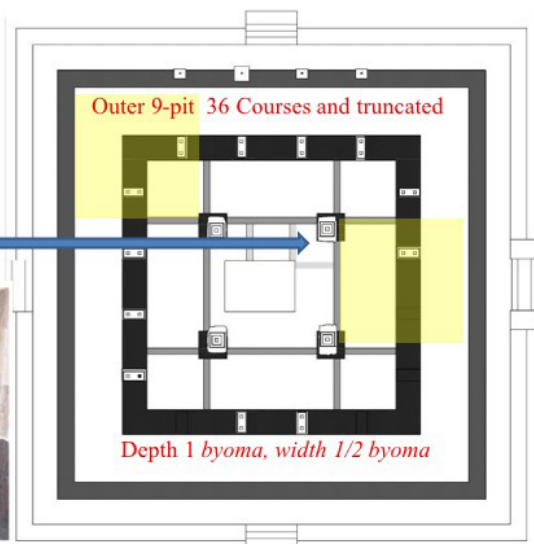 Outer 9-pit 36 Courses and truncated
Depth 1 byoma, width 1/2 byoma